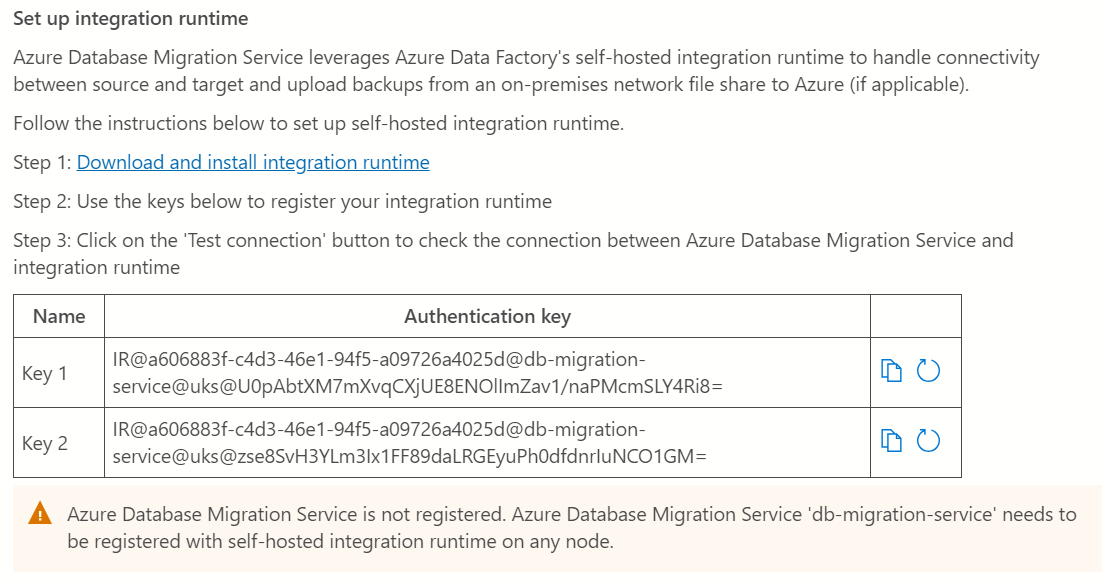 Set up integration runtime
Azure Database Migration Service leverages Azure Data Factory's self-hosted integration runtime to handle connectivity
between source and target and upload backups from an on-premises network file share to Azure (if applicable).
Follow the instructions below to set up self-hosted integration runtime.
Step 1: Download and install integration runtime
Step 2: Use the keys below to register your integration runtime
Step 3: Click on the 'Test connection' button to check the connection between Azure Database Migration Service and
integration runtime
Name Authentication key
Key 1 IR@a606883f-c4d3-46e1-94f5-a09726a4025d@db-migration-
service@uks@U0pAbtXM7mXvqCXjUE8ENOlImZav1/naPMcmSLY4Ri8=
Key 2 IR@a606883f-c4d3-46e1-94f5-a09726a4025d@db-migration-
service@uks@zse8SvH3YLm3Ix1FF89daLRGEyuPh0dfdnrIuNCO1GM=
Azure Database Migration Service is not registered. Azure Database Migration Service 'db-migration-service' needs to
be registered with self-hosted integration runtime on any node.